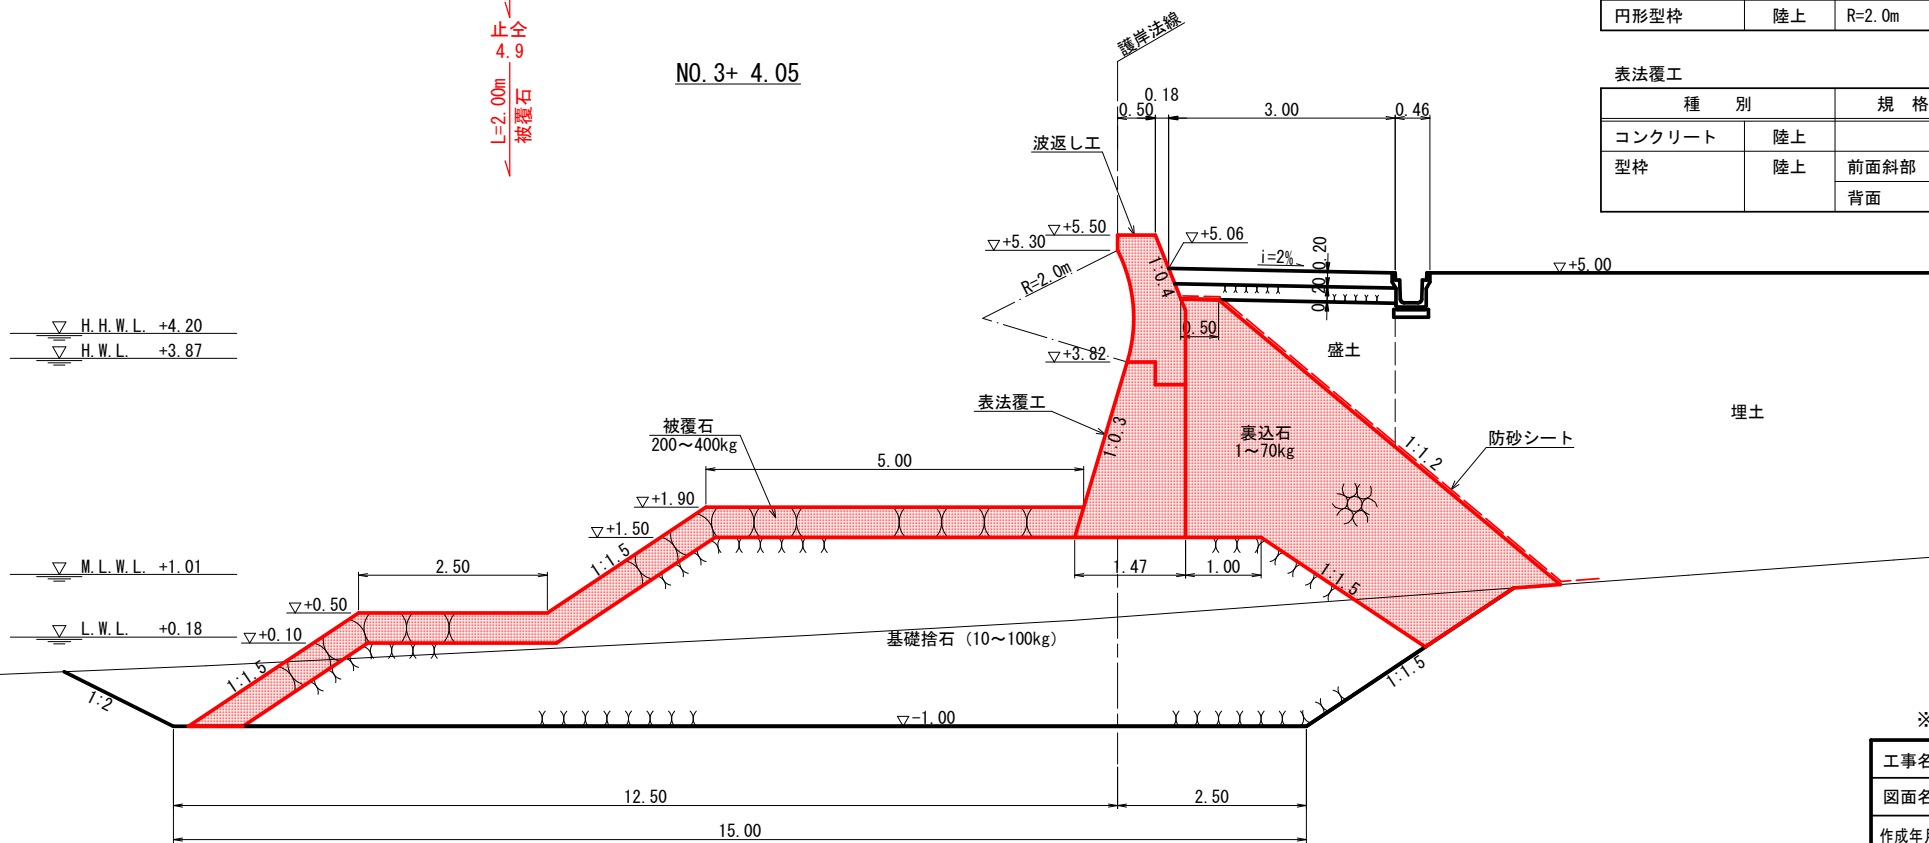 止仝
4.9
L=2.00m
被覆石
NO.3+ 4.05
護岸法線
0.18
0.50
3.00
0.46
円形型枠 陸上 R=2.0m
表法覆工
種 別 規 格
コンクリート 陸上
型枠 陸上 前面斜部
背面
波返し工
▽+5.50
▽+5.30
▽+5.06
i=2%
0.20
0.20
0.20
▽+5.00
R=2.0m
1:0.4
0.50
▽ H.H.W.L. +4.20
▽ H.W.L. +3.87
▽+3.82
盛土
埋土
表法覆工
1:0.3
被覆石
200～400kg
裏込石
1～70kg
1:1.2
防砂シート
5.00
▽+1.90
▽+1.50
1:1.5
▽ M.L.W.L. +1.01
2.50
1.47
1.00
1:1.5
▽+0.50
▽ L.W.L. +0.18
▽+0.10
基礎捨石（10～100kg）
1:1.5
1:1.5
1:2
▽-1.00
12.50
2.50
15.00
※
工事名
図面名
作成年月